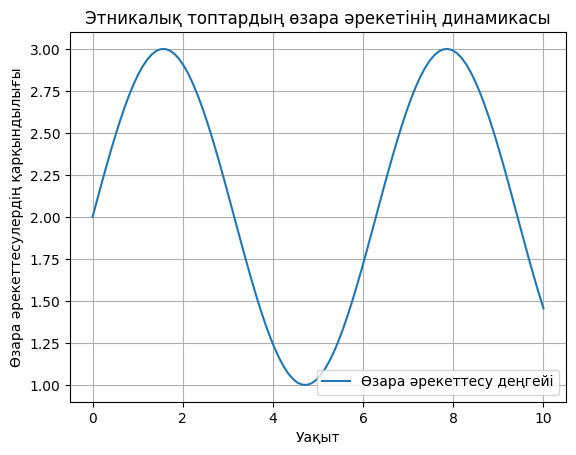 Этникалық топтардың өзара әрекетінің динамикасы
Өзара әрекеттесулердің қарқындылығы
3.00
2.75
2.50
2.25
2.00
1.75
1.50
1.25
1.00
Өзара әрекеттесу деңгейі
0 2 4 6 8 10
Уақыт